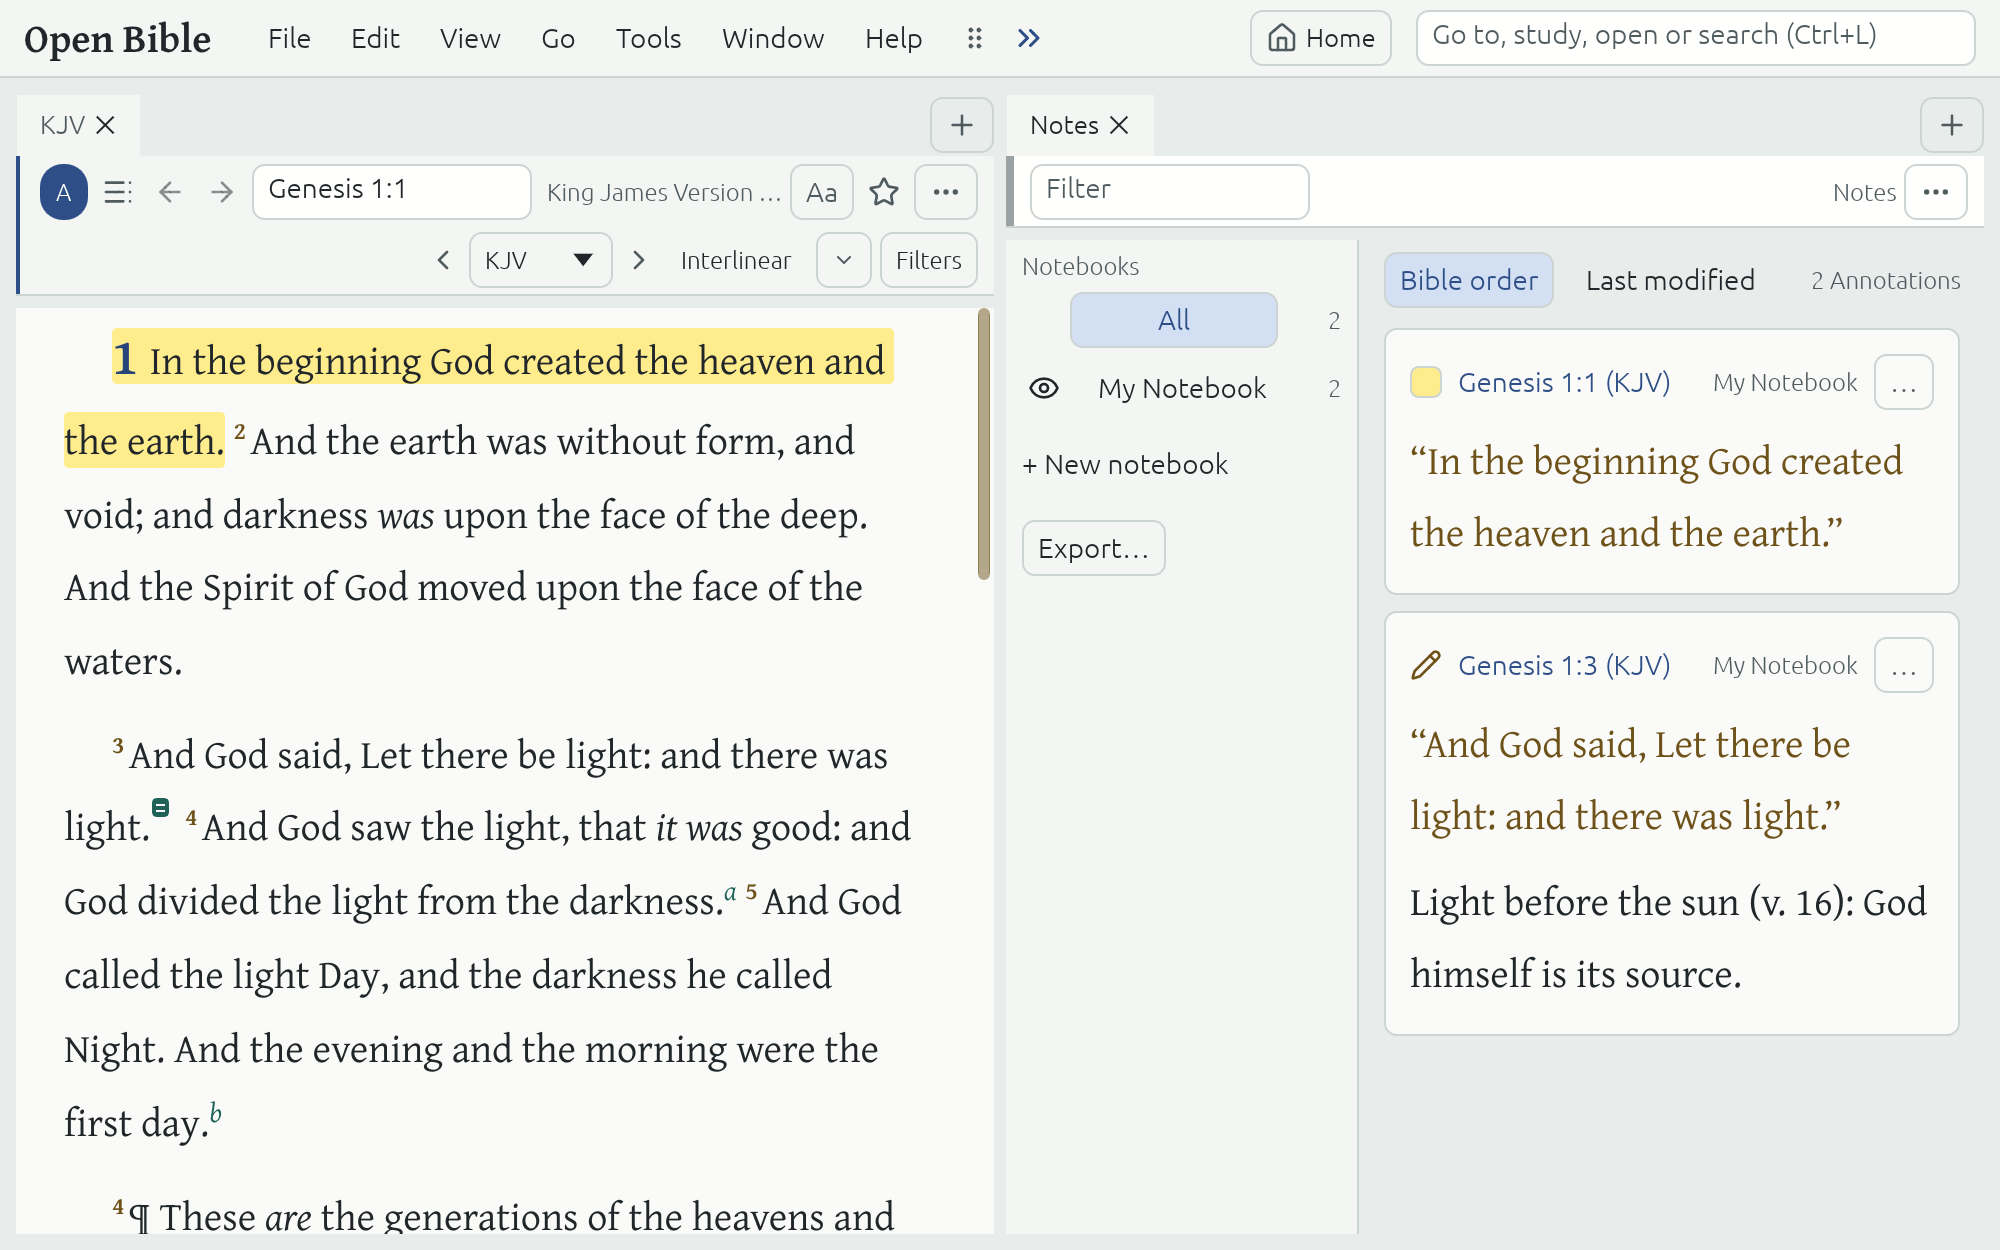 Open Bible File Edit View Go Tools Window Help Home Go to, study, open or search (Ctrl+L)
KJV
A Genesis 1:1 King James Version … Aa
KJV Interlinear Filters
1 In the beginning God created the heaven and
the earth. 2 And the earth was without form, and
void; and darkness was upon the face of the deep.
And the Spirit of God moved upon the face of the
waters.
3 And God said, Let there be light: and there was
light. 4 And God saw the light, that it was good: and
God divided the light from the darkness.a 5 And God
called the light Day, and the darkness he called
Night. And the evening and the morning were the
first day.b
4 ¶ These are the generations of the heavens and
Notes
Filter Notes
Notebooks
All 2
My Notebook 2
+ New notebook
Export…
Bible order Last modified 2 Annotations
Genesis 1:1 (KJV) My Notebook …
“In the beginning God created
the heaven and the earth.”
Genesis 1:3 (KJV) My Notebook …
“And God said, Let there be
light: and there was light.”
Light before the sun (v. 16): God
himself is its source.